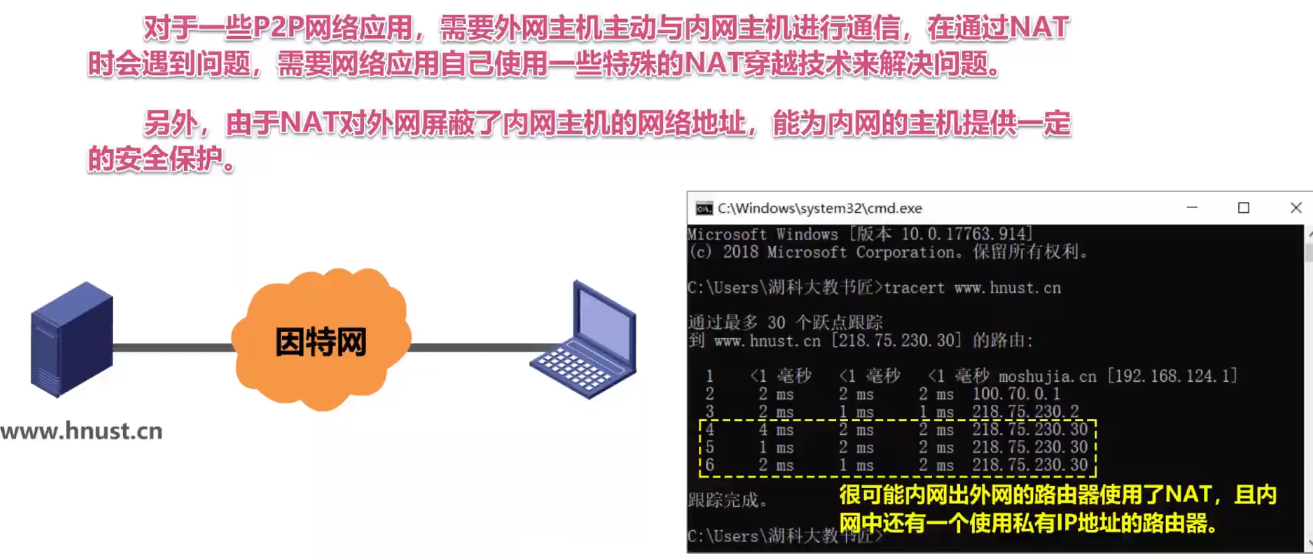 对于一些P2P网络应用，需要外网主机主动与内网主机进行通信，在通过NAT
时会遇到问题，需要网络应用自己使用一些特殊的NAT穿越技术来解决问题。
另外，由于NAT对外网屏蔽了内网主机的网络地址，能为内网的主机提供一定
的安全保护。
因特网
www.hnust.cn
C:\Windows\system32\cmd.exe
Microsoft Windows [版本 10.0.17763.914]
(c) 2018 Microsoft Corporation。保留所有权利。
C:\Users\湖科大教书匠>tracert www.hnust.cn
通过最多 30 个跃点跟踪
到 www.hnust.cn [218.75.230.30] 的路由:
1 <1 毫秒 <1 毫秒 <1 毫秒 moshujia.cn [192.168.124.1]
2 2 ms 2 ms 2 ms 100.70.0.1
3 2 ms 1 ms 1 ms 218.75.230.2
4 4 ms 2 ms 2 ms 218.75.230.30
5 1 ms 2 ms 2 ms 218.75.230.30
6 2 ms 1 ms 2 ms 218.75.230.30
跟踪完成。
很可能内网出外网的路由器使用了NAT，且内
网中还有一个使用私有IP地址的路由器。
C:\Users\湖科大教书匠>